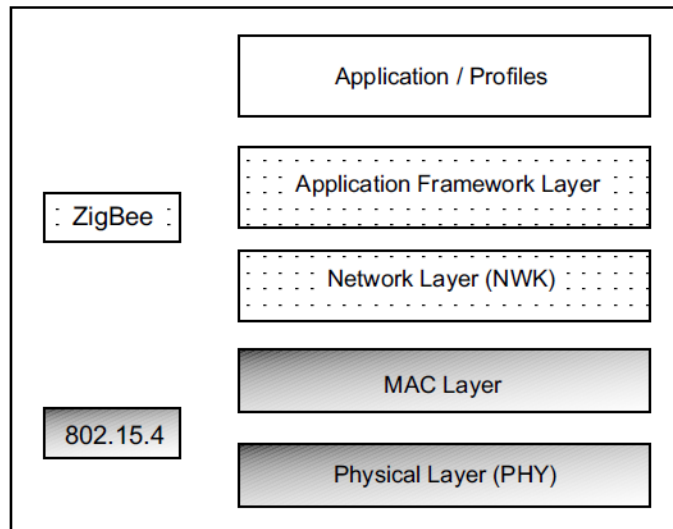 Application / Profiles
Application Framework Layer
ZigBee
Network Layer (NWK)
MAC Layer
802.15.4
Physical Layer (PHY)